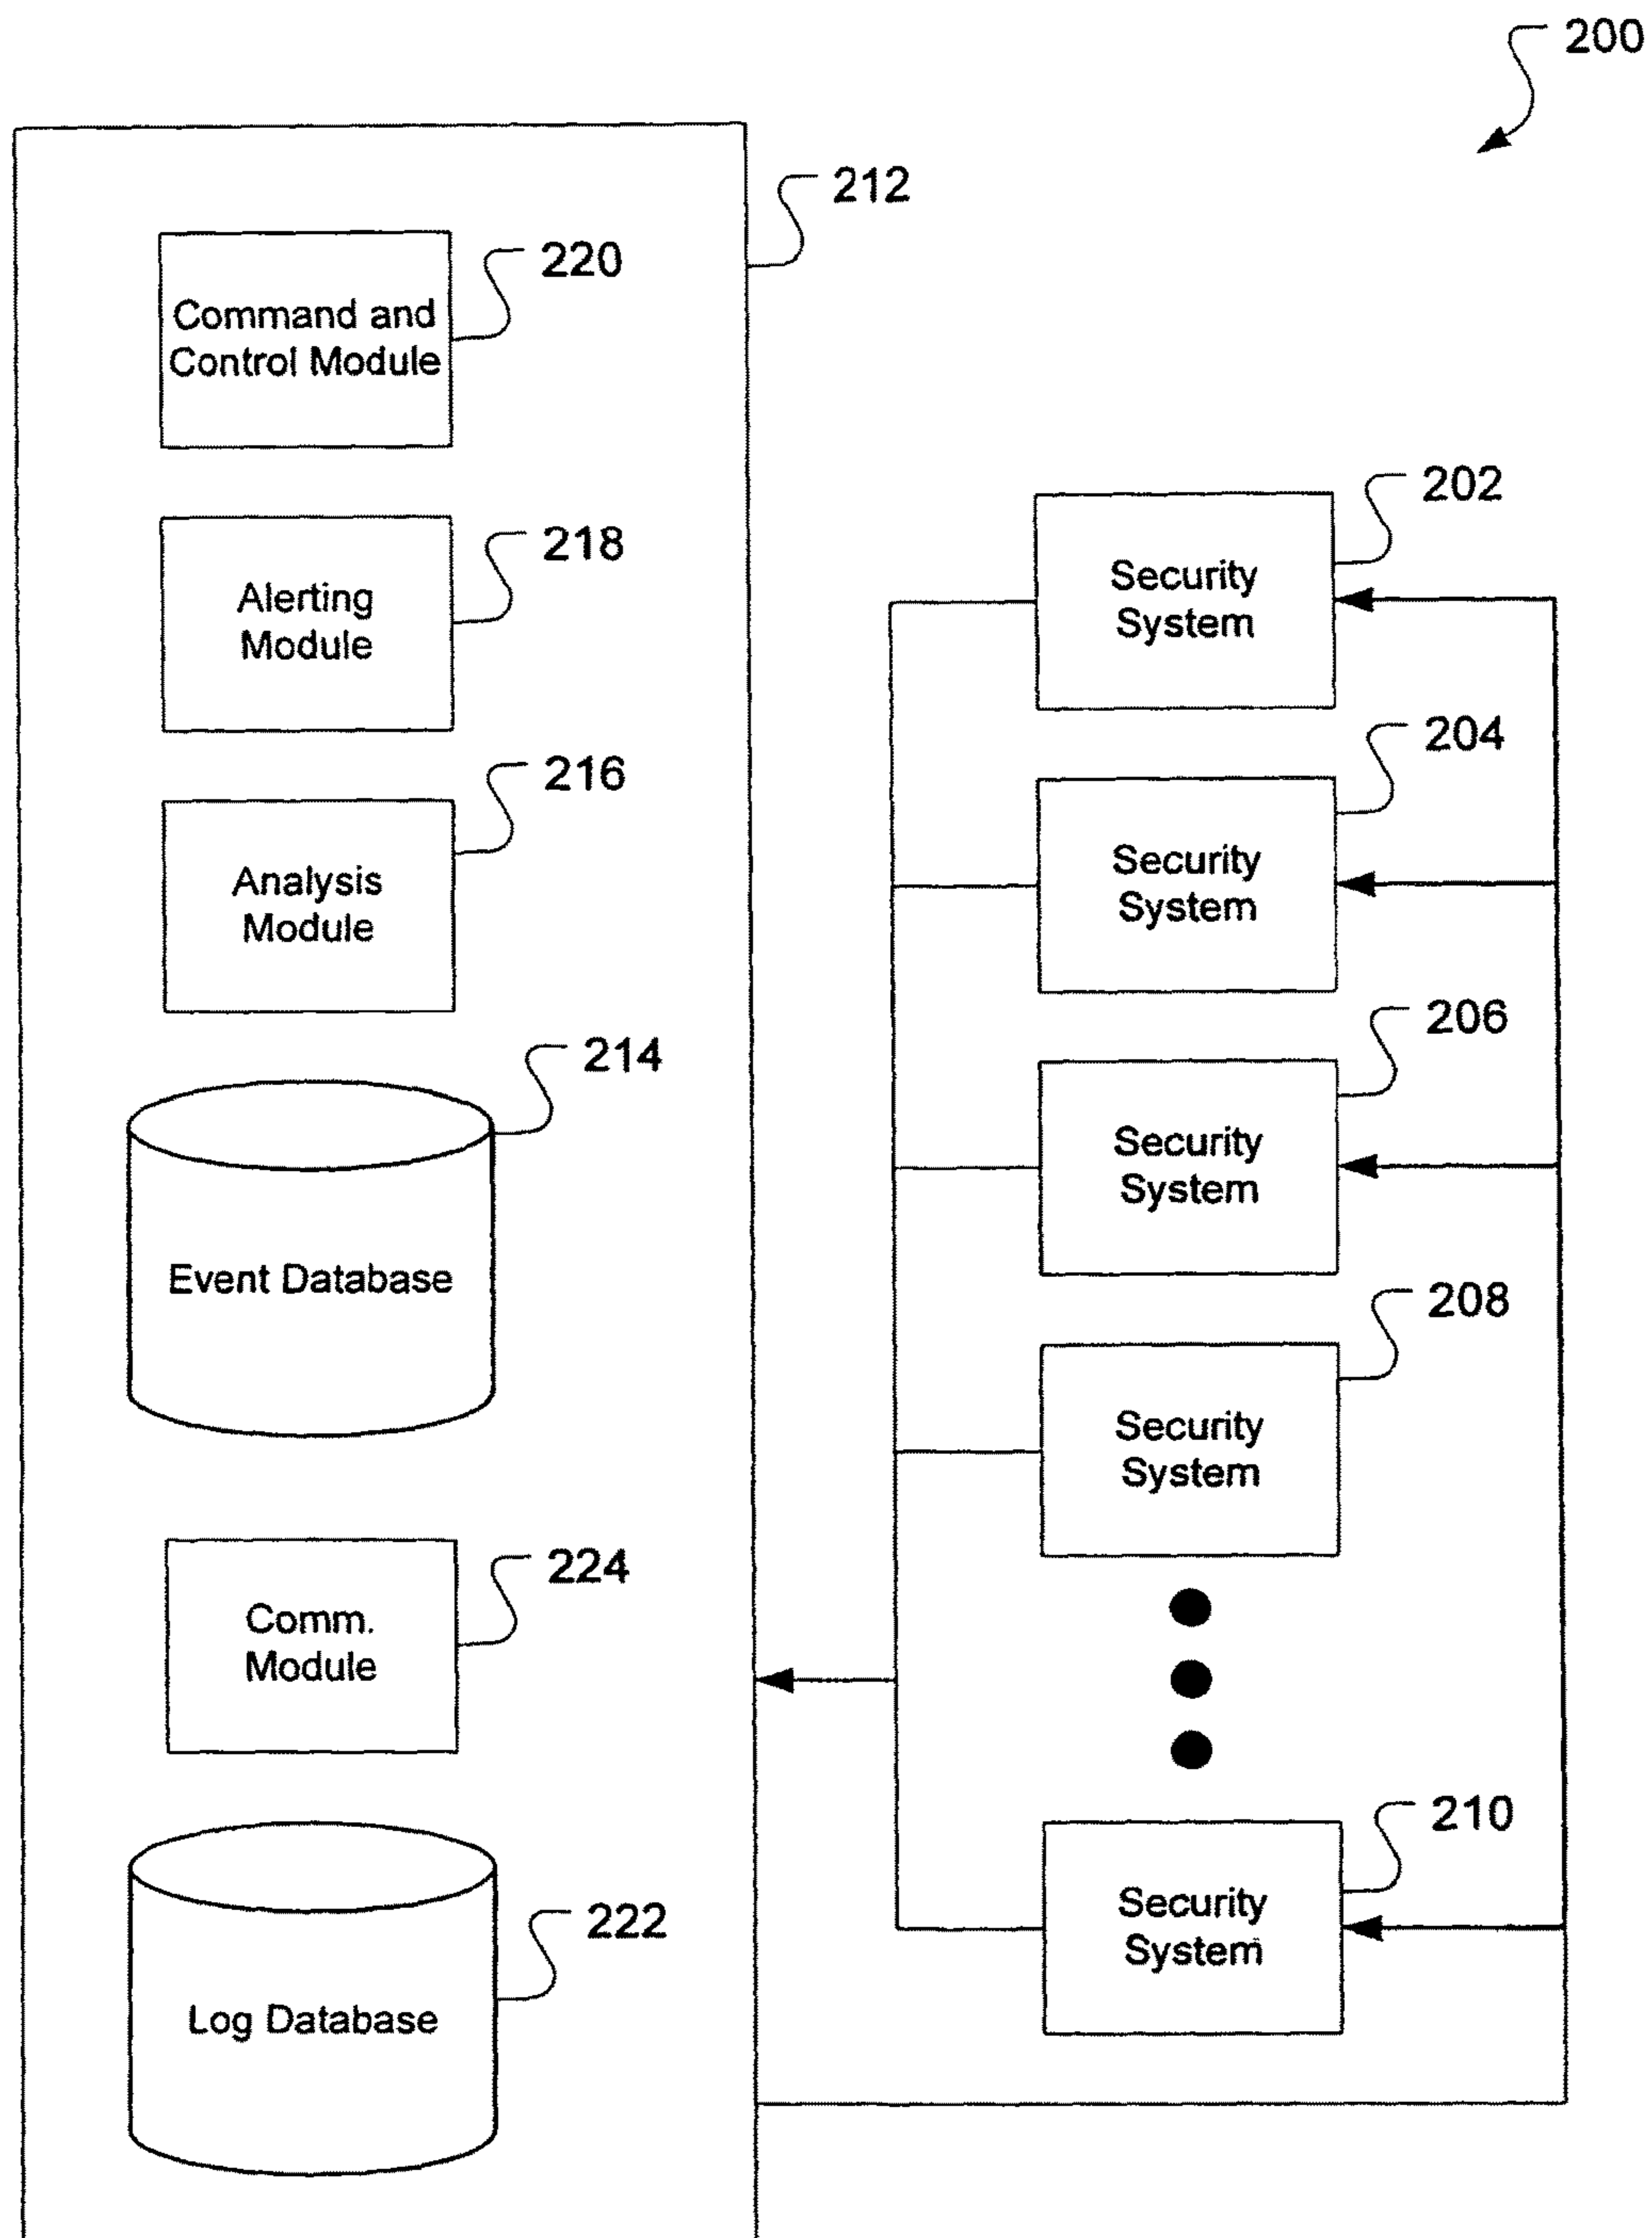 200
212
220
Command and
Control Module
202
218
Security
System
Alerting
Module
204
216
Security
System
Analysis
Module
206
214
Security
System
Event Database
208
Security
System
224
Comm.
Module
210
Security
System
222
Log Database